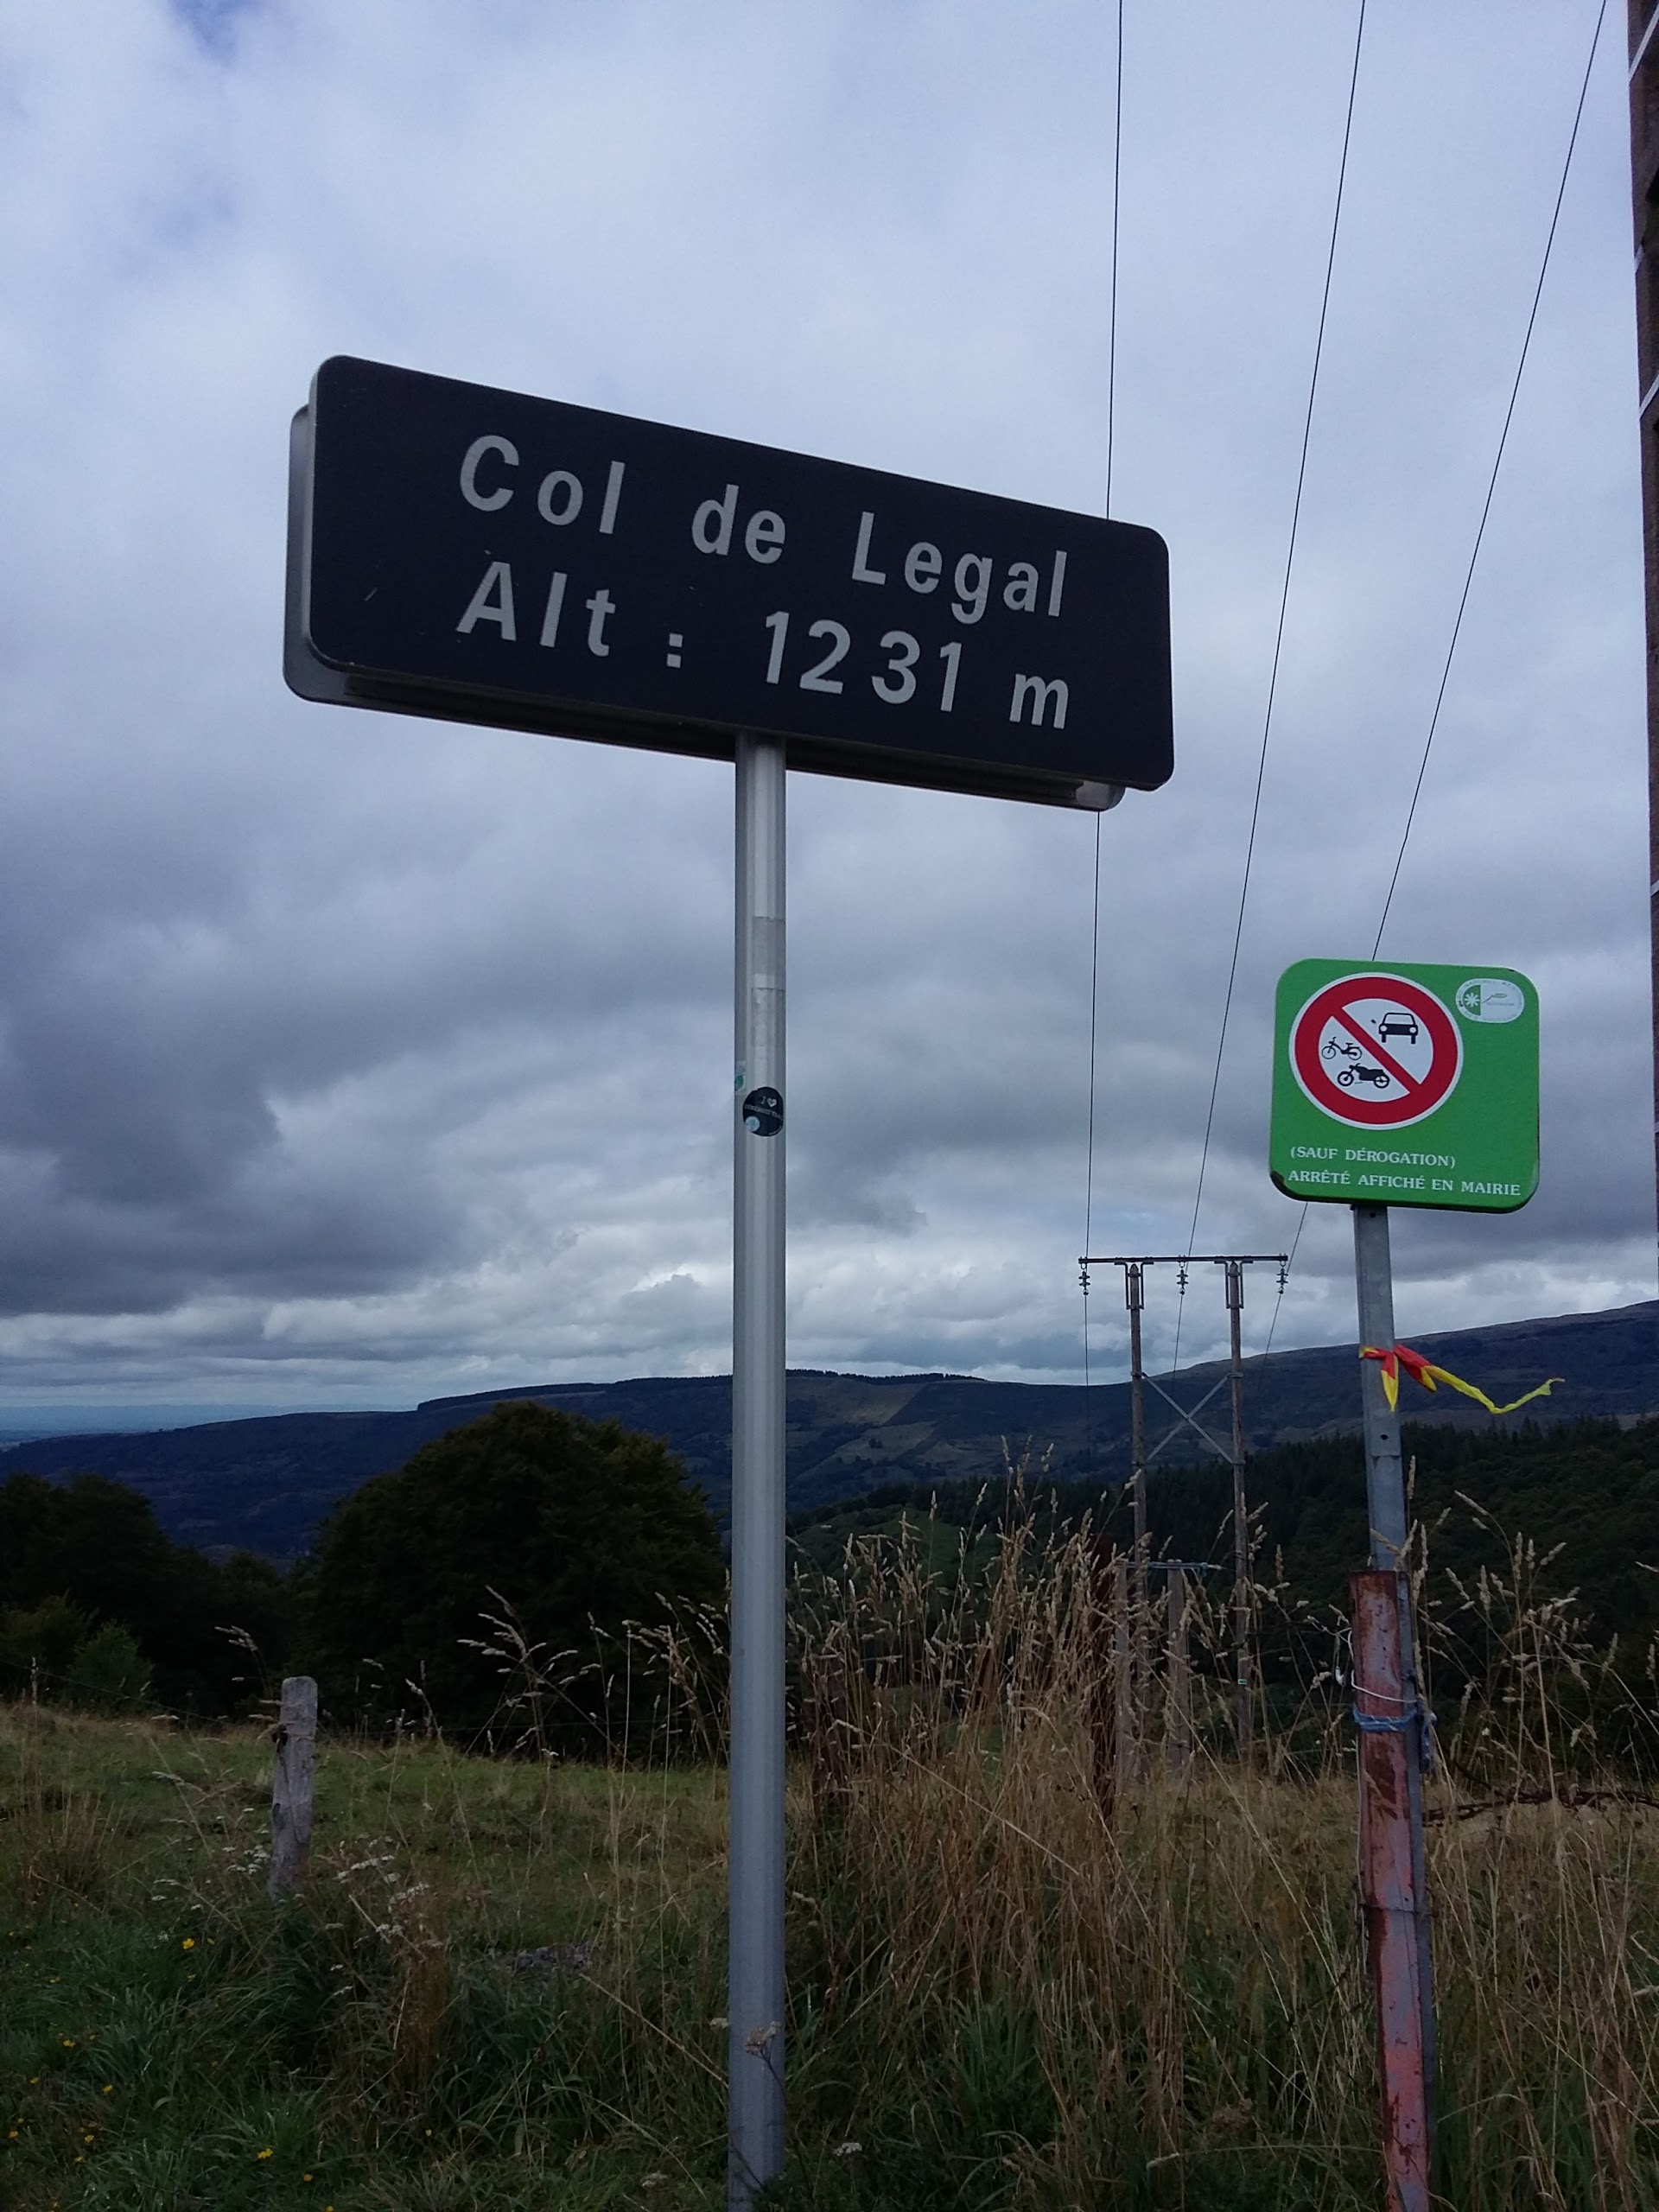 Col de Legal
Alt : 1231 m
(SAUF DÉROGATION)
ARRÊTÉ AFFICHÉ EN MAIRIE